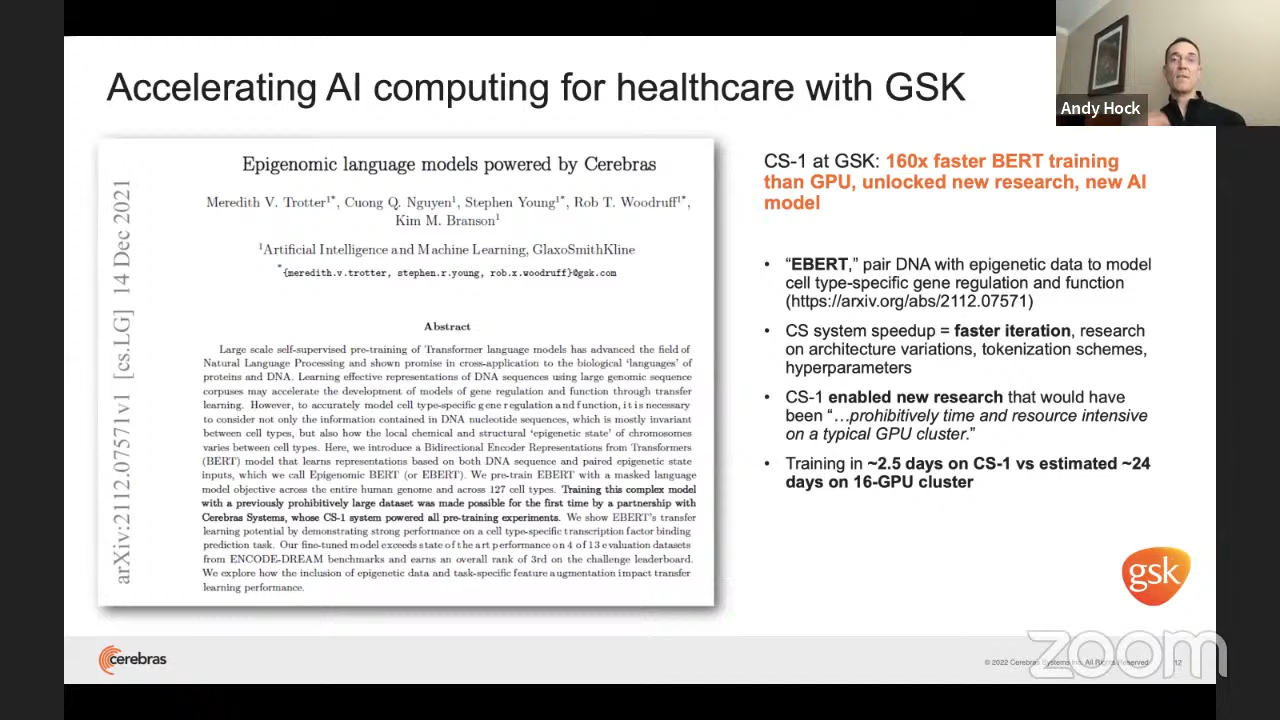 Accelerating AI computing for healthcare with GSK
Andy Hock
arXiv:2112.07571v1 [cs.LG] 14 Dec 2021
Epigenomic language models powered by Cerebras
Meredith V. Trotter1*, Cuong Q. Nguyen1, Stephen Young1*, Rob T. Woodruff1*,
Kim M. Branson1
1Artificial Intelligence and Machine Learning, GlaxoSmithKline
*{meredith.v.trotter, stephen.r.young, rob.x.woodruff}@gsk.com
Abstract
Large scale self-supervised pre-training of Transformer language models has advanced the field of
Natural Language Processing and shown promise in cross-application to the biological ‘languages’ of
proteins and DNA. Learning effective representations of DNA sequences using large genomic sequence
corpuses may accelerate the development of models of gene regulation and function through transfer
learning. However, to accurately model cell type-specific gene regulation and function, it is necessary
to consider not only the information contained in DNA nucleotide sequences, which is mostly invariant
between cell types, but also how the local chemical and structural ‘epigenetic state’ of chromosomes
varies between cell types. Here, we introduce a Bidirectional Encoder Representations from Transformers
(BERT) model that learns representations based on both DNA sequence and paired epigenetic state
inputs, which we call Epigenomic BERT (or EBERT). We pre-train EBERT with a masked language
model objective across the entire human genome and across 127 cell types. Training this complex model
with a previously prohibitively large dataset was made possible for the first time by a partnership with
Cerebras Systems, whose CS-1 system powered all pre-training experiments. We show EBERT’s transfer
learning potential by demonstrating strong performance on a cell type-specific transcription factor binding
prediction task. Our fine-tuned model exceeds state of the art performance on 4 of 13 evaluation datasets
from ENCODE-DREAM benchmarks and earns an overall rank of 3rd on the challenge leaderboard.
We explore how the inclusion of epigenetic data and task-specific feature augmentation impact transfer
learning performance.
CS-1 at GSK: 160x faster BERT training
than GPU, unlocked new research, new AI
model
• “EBERT,” pair DNA with epigenetic data to model
cell type-specific gene regulation and function
(https://arxiv.org/abs/2112.07571)
• CS system speedup = faster iteration, research
on architecture variations, tokenization schemes,
hyperparameters
• CS-1 enabled new research that would have
been “…prohibitively time and resource intensive
on a typical GPU cluster.”
• Training in ~2.5 days on CS-1 vs estimated ~24
days on 16-GPU cluster
gsk
cerebras
© 2022 Cerebras Systems Inc. All Rights Reserved
12
zoom